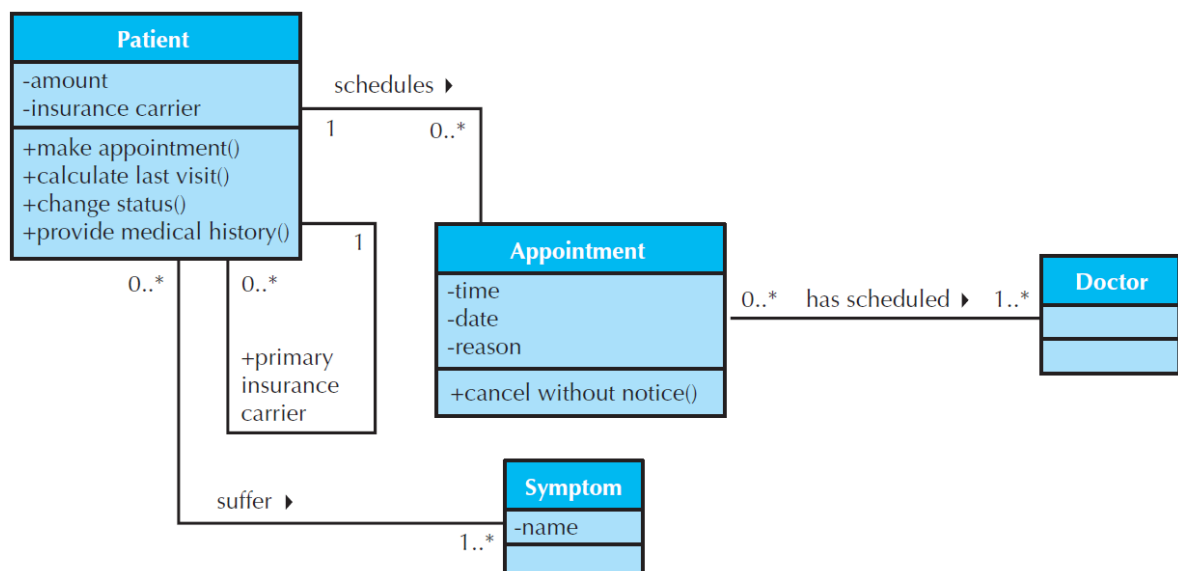 Patient
-amount
-insurance carrier
+make appointment()
+calculate last visit()
+change status()
+provide medical history()
schedules ▶
1
0..*
1
0..*
0..*
+primary
insurance
carrier
Appointment
-time
-date
-reason
+cancel without notice()
0..*
has scheduled ▶
1..*
Doctor
suffer ▶
1..*
Symptom
-name